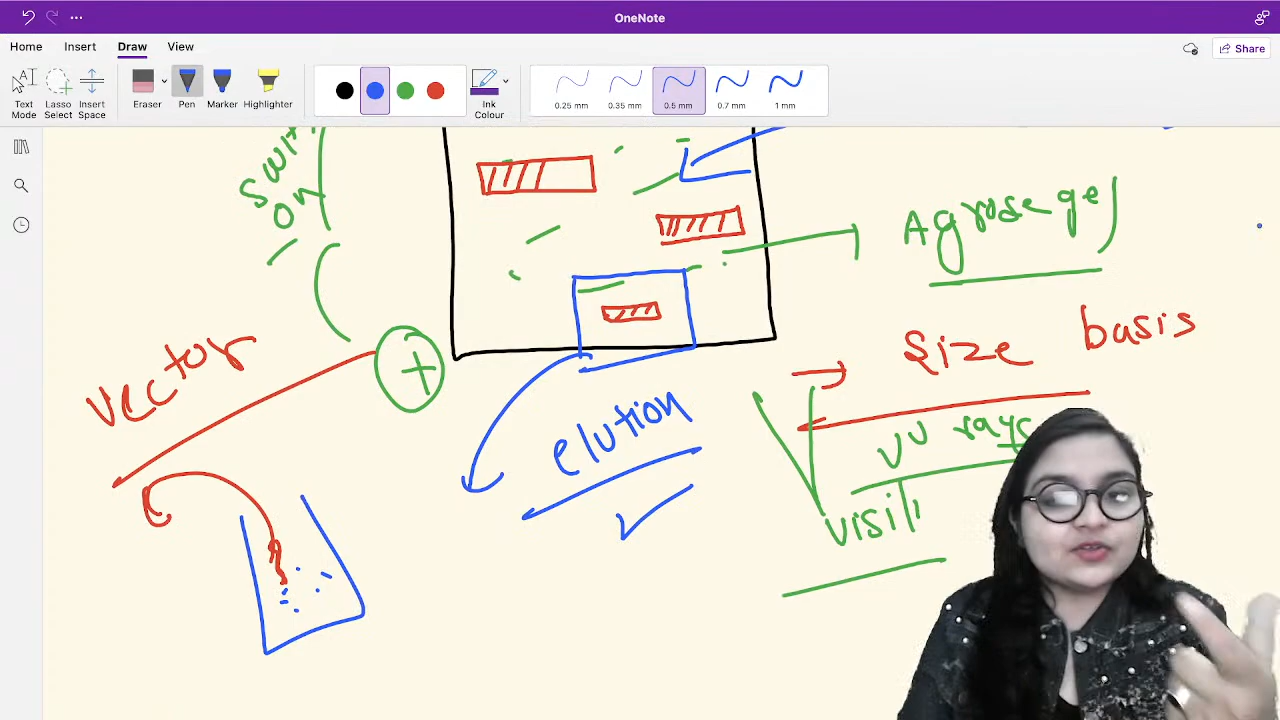 OneNote
Home Insert Draw View
Share
Text Mode
Lasso Select
Insert Space
Eraser
Pen
Marker
Highlighter
Ink Colour
0.25 mm
0.35 mm
0.5 mm
0.7 mm
1 mm
on
Agrose gel
+
Size basis
vector
UV rays
elution
visili